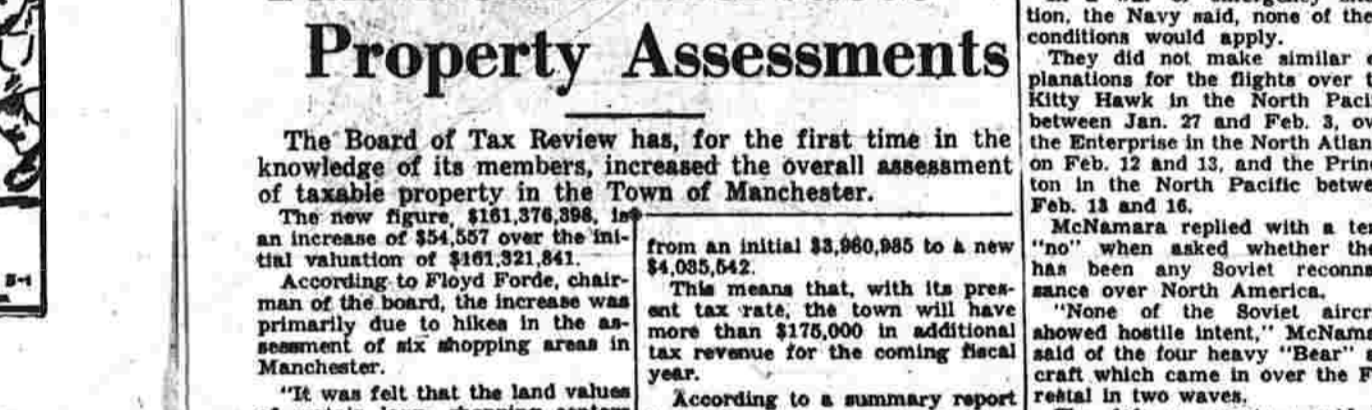 Property Assessments
The Board of Tax Review has, for the first time in the
knowledge of its members, increased the overall assessment
of taxable property in the Town of Manchester.
The new figure, $161,376,398, is
an increase of $54,557 over the ini-
tial valuation of $161,321,841.
According to Floyd Forde, chair-
man of the board, the increase was
primarily due to hikes in the as-
sessment of six shopping areas in
Manchester.
"It was felt that the land values
from an initial $3,980,985 to a new
$4,035,542.
This means that, with its pres-
ent tax rate, the town will have
more than $175,000 in additional
tax revenue for the coming fiscal
year.
According to a summary report
tion, the Navy said, none of the
conditions would apply.
They did not make similar
planations for the flights over
Kitty Hawk in the North Paci
between Jan. 27 and Feb. 3, ov
the Enterprise in the North Atlan
on Feb. 12 and 13, and the Prin
ton in the North Pacific betwe
Feb. 13 and 16.
McNamara replied with a ter
"no" when asked whether the
has been any Soviet reconn
sance over North America.
"None of the Soviet aircr
showed hostile intent," McNam
said of the four heavy "Bear"
craft which came in over the F
restal in two waves.